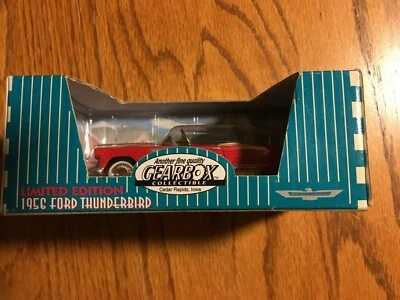 Another fine quality
GEARBOX
COLLECTIBLE
Cedar Rapids, Iowa
LIMITED EDITION
1956 FORD THUNDERBIRD